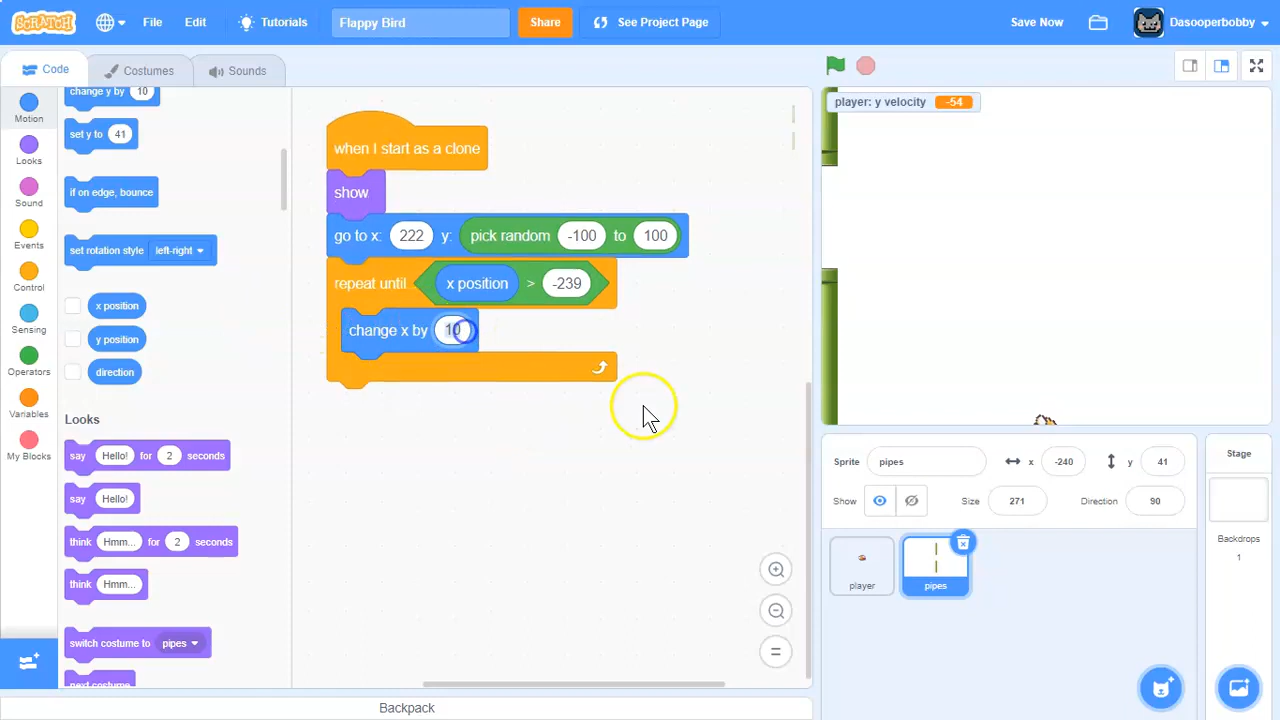 SCRATCH File Edit Tutorials Flappy Bird Share See Project Page Save Now Dasooperbobby
Code Costumes Sounds
Motion
Looks
Sound
Events
Control
Sensing
Operators
Variables
My Blocks
change y by 10
set y to 41
if on edge, bounce
set rotation style left-right
x position
y position
direction
Looks
say Hello! for 2 seconds
say Hello!
think Hmm... for 2 seconds
think Hmm...
switch costume to pipes
next costume
when I start as a clone
show
go to x: 222 y: pick random -100 to 100
repeat until x position > -239
change x by 10
player: y velocity -54
Sprite pipes x -240 y 41
Show Size 271 Direction 90
player
pipes
Stage
Backdrops
1
Backpack